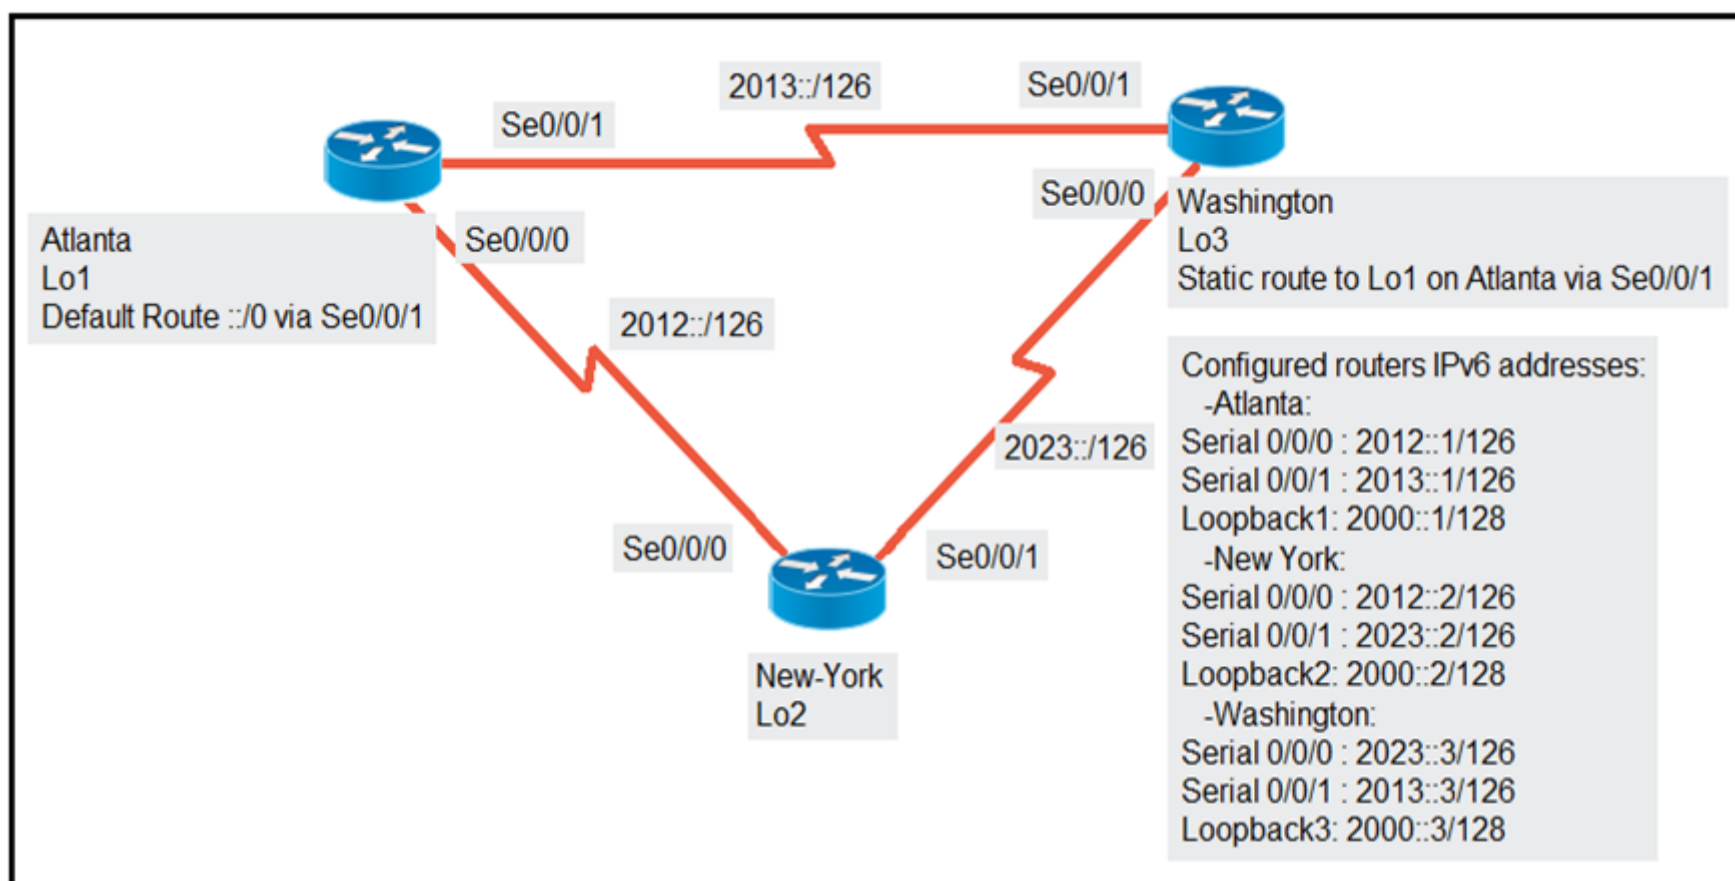 2013::/126
Se0/0/1
Se0/0/1
Se0/0/0
Washington
Lo3
Static route to Lo1 on Atlanta via Se0/0/1
Atlanta
Lo1
Default Route ::/0 via Se0/0/1
Se0/0/0
2012::/126
2023::/126
Se0/0/0
Se0/0/1
New-York
Lo2
Configured routers IPv6 addresses:
-Atlanta:
Serial 0/0/0 : 2012::1/126
Serial 0/0/1 : 2013::1/126
Loopback1: 2000::1/128
-New York:
Serial 0/0/0 : 2012::2/126
Serial 0/0/1 : 2023::2/126
Loopback2: 2000::2/128
-Washington:
Serial 0/0/0 : 2023::3/126
Serial 0/0/1 : 2013::3/126
Loopback3: 2000::3/128